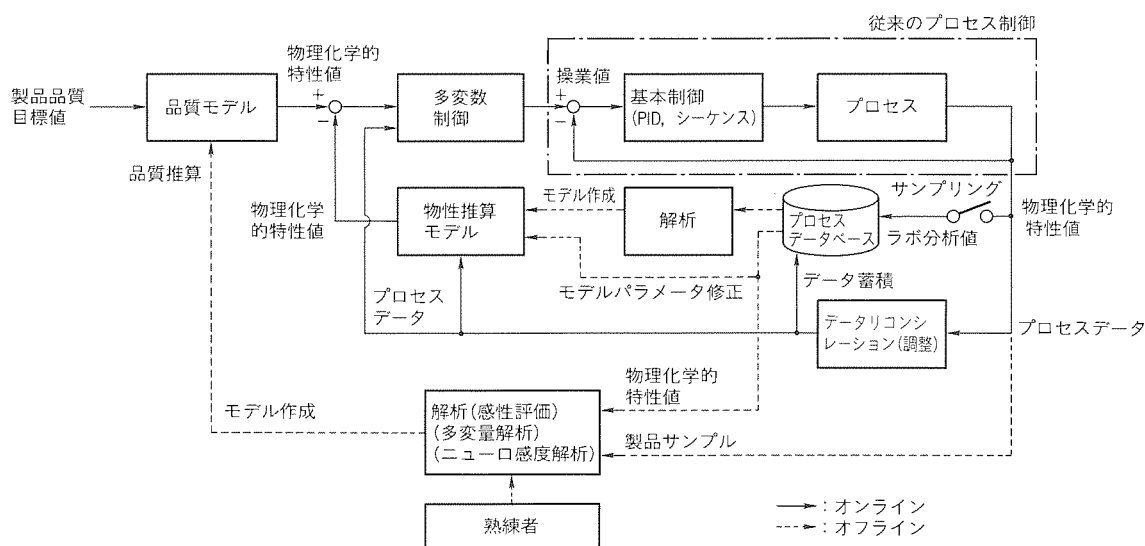 従来のプロセス制御
物理化学的
特性値
操業値
製品品質
目標値
品質モデル
+
−
多変数
制御
+
−
基本制御
(PID, シーケンス)
プロセス
品質推算
物理化学
的特性値
物性推算
モデル
モデル作成
解析
プロセス
データベース
サンプリング
ラボ分析値
物理化学的
特性値
モデルパラメータ修正
データ蓄積
プロセス
データ
データリコンシ
レーション(調整)
プロセスデータ
物理化学的
特性値
モデル作成
解析(感性評価)
(多変量解析)
(ニューロ感度解析)
製品サンプル
熟練者
:オンライン
:オフライン